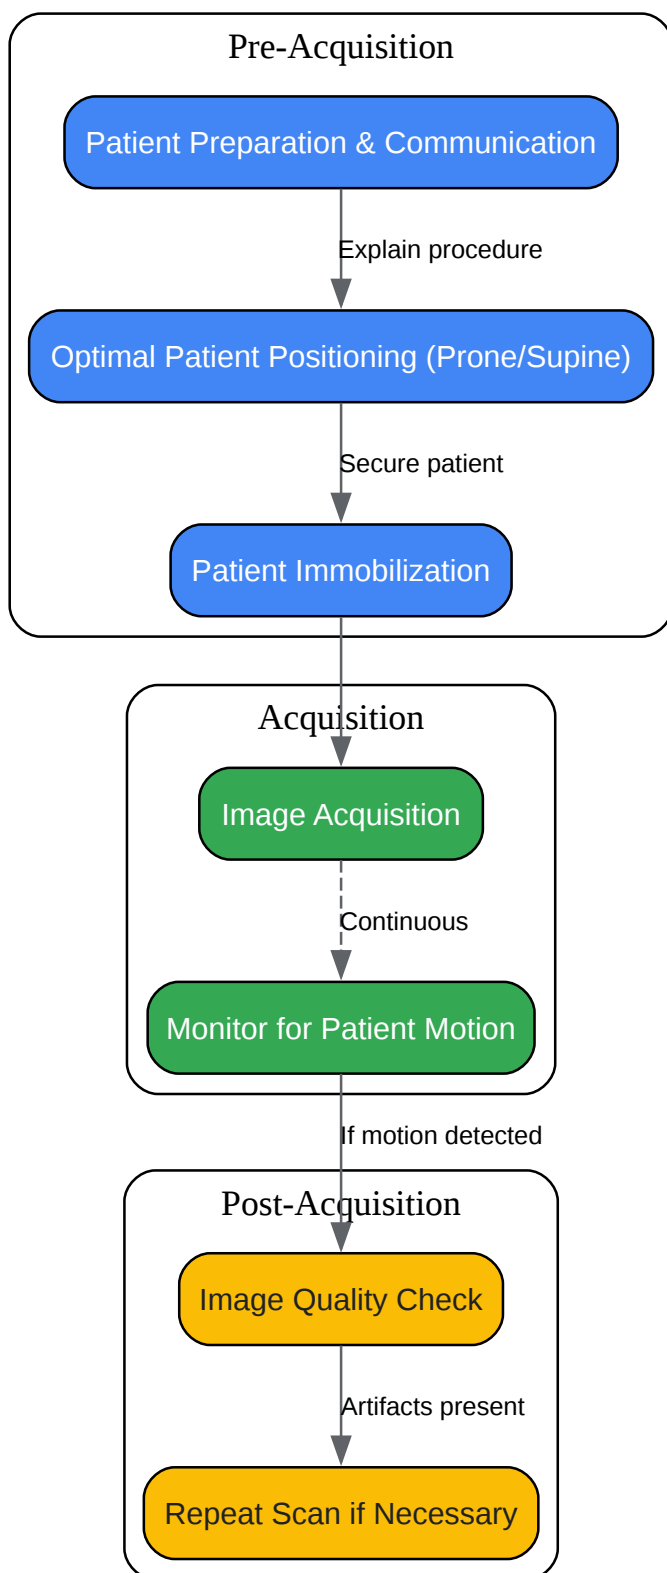 Pre-Acquisition
Patient Preparation & Communication
Explain procedure
Optimal Patient Positioning (Prone/Supine)
Secure patient
Patient Immobilization
Acquisition
Image Acquisition
Continuous
Monitor for Patient Motion
If motion detected
Post-Acquisition
Image Quality Check
Artifacts present
Repeat Scan if Necessary